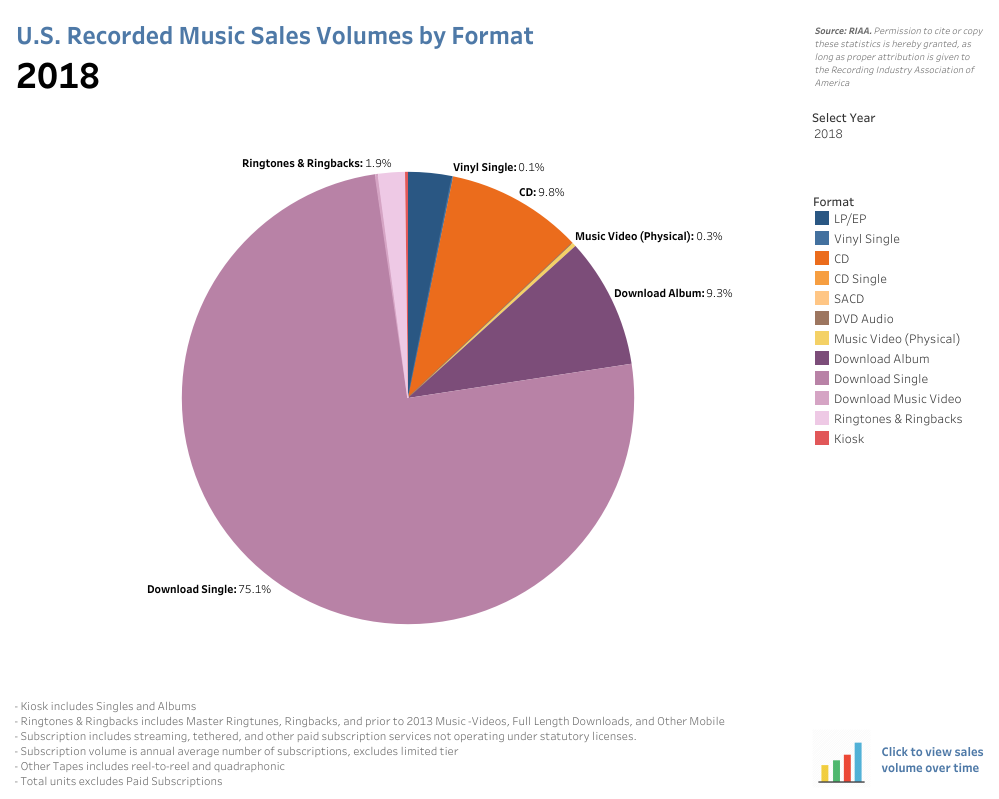 U.S. Recorded Music Sales Volumes by Format
2018
Source: RIAA. Permission to cite or copy
these statistics is hereby granted, as
long as proper attribution is given to
the Recording Industry Association of
America
Select Year
2018
Ringtones & Ringbacks: 1.9%
Vinyl Single: 0.1%
CD: 9.8%
Music Video (Physical): 0.3%
Download Album: 9.3%
Download Single: 75.1%
Format
LP/EP
Vinyl Single
CD
CD Single
SACD
DVD Audio
Music Video (Physical)
Download Album
Download Single
Download Music Video
Ringtones & Ringbacks
Kiosk
- Kiosk includes Singles and Albums
- Ringtones & Ringbacks includes Master Ringtunes, Ringbacks, and prior to 2013 Music -Videos, Full Length Downloads, and Other Mobile
- Subscription includes streaming, tethered, and other paid subscription services not operating under statutory licenses.
- Subscription volume is annual average number of subscriptions, excludes limited tier
- Other Tapes includes reel-to-reel and quadraphonic
- Total units excludes Paid Subscriptions
Click to view sales
volume over time